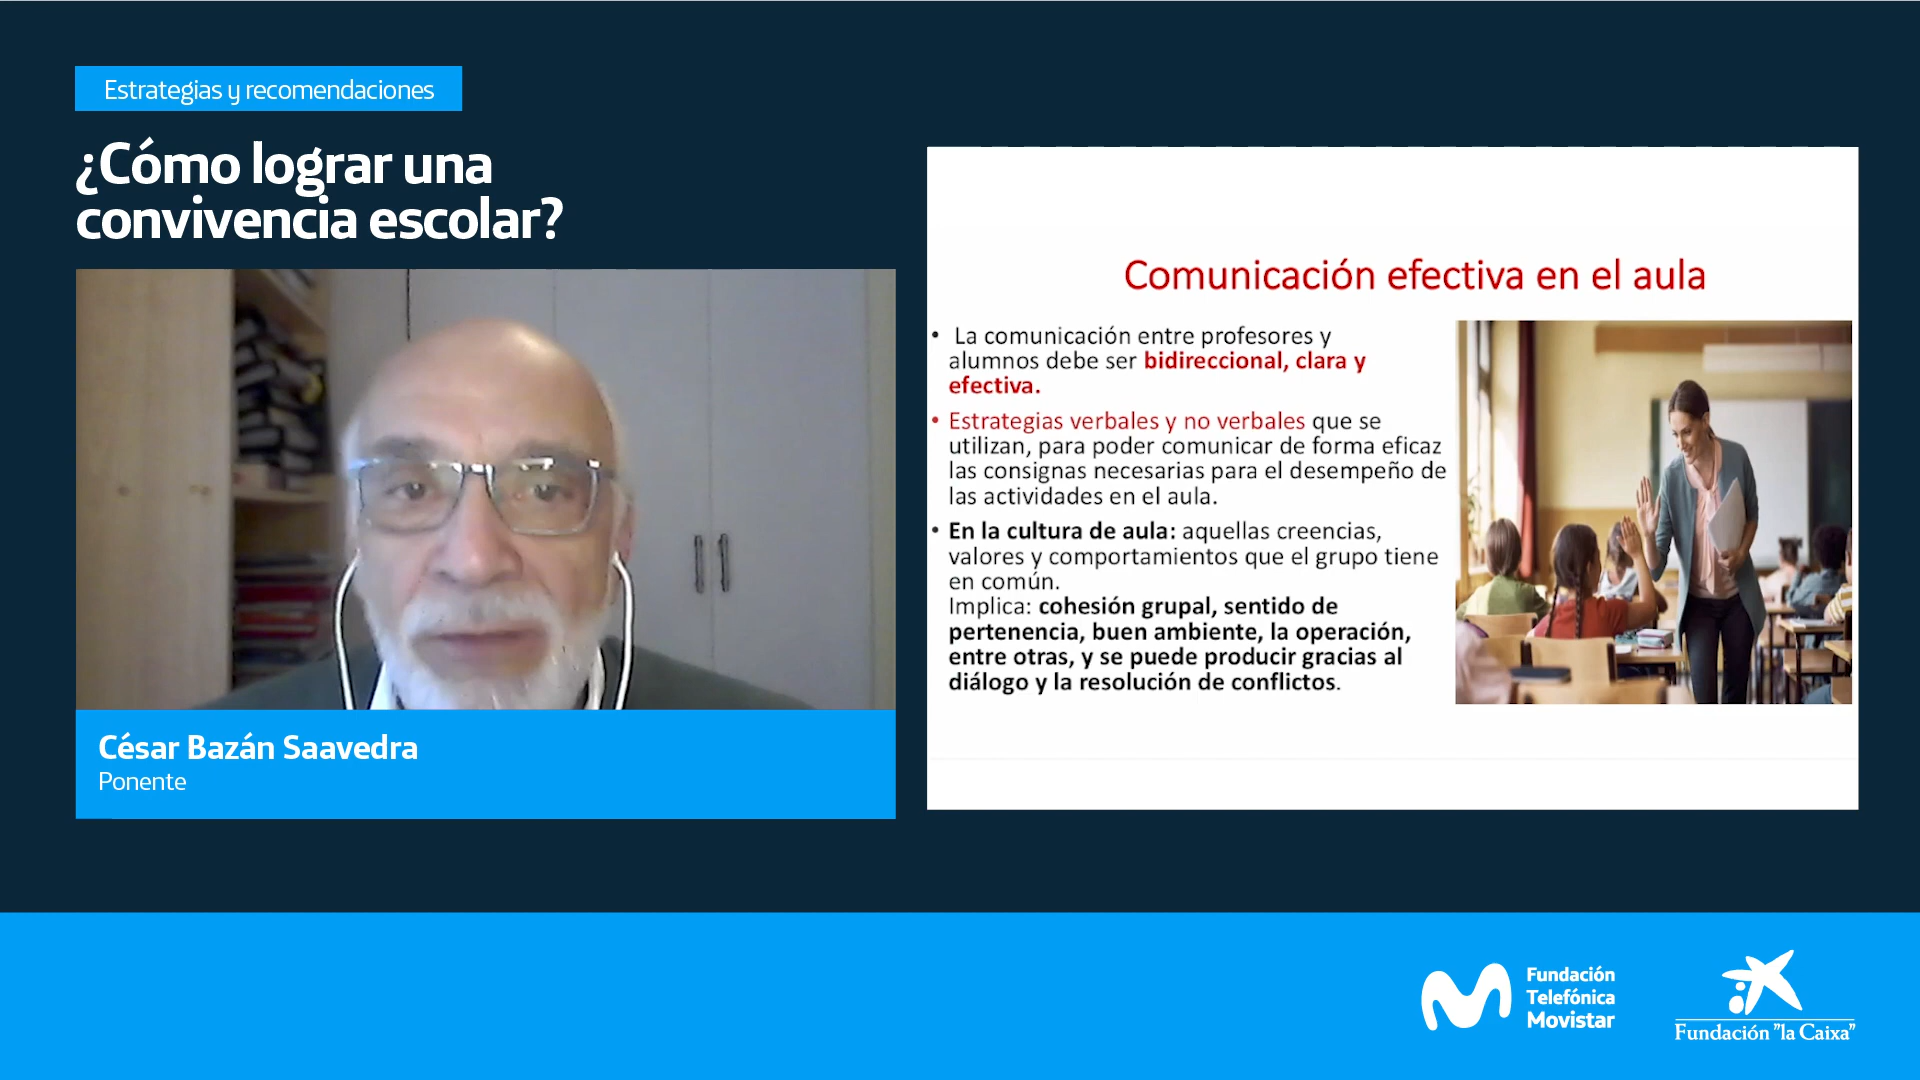 Estrategias y recomendaciones
¿Cómo lograr una
convivencia escolar?
César Bazán Saavedra
Ponente
Comunicación efectiva en el aula
• La comunicación entre profesores y
alumnos debe ser bidireccional, clara y
efectiva.
• Estrategias verbales y no verbales que se
utilizan, para poder comunicar de forma eficaz
las consignas necesarias para el desempeño de
las actividades en el aula.
• En la cultura de aula: aquellas creencias,
valores y comportamientos que el grupo tiene
en común.
Implica: cohesión grupal, sentido de
pertenencia, buen ambiente, la operación,
entre otras, y se puede producir gracias al
diálogo y la resolución de conflictos.
Fundación
Telefónica
Movistar
Fundación "la Caixa"